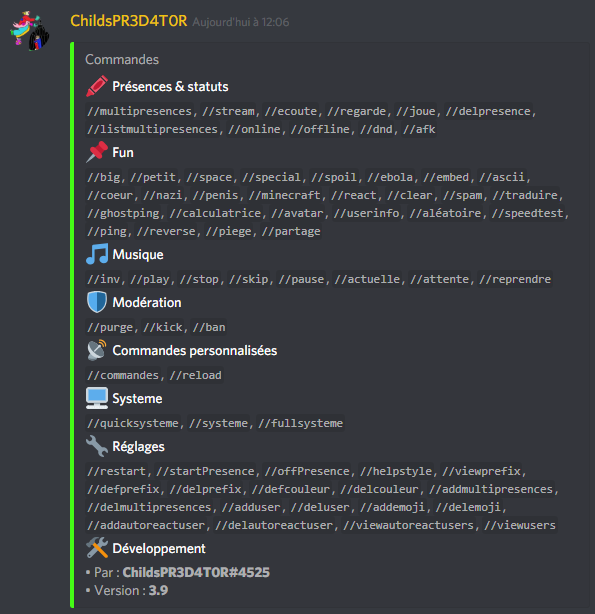 ChildsPR3D4T0R Aujourd'hui à 12:06
Commandes
Présences & statuts
//multipresences, //stream, //ecoute, //regarde, //joue, //delpresence,
//listmultipresences, //online, //offline, //dnd, //afk
Fun
//big, //petit, //space, //special, //spoil, //ebola, //embed, //ascii,
//coeur, //nazi, //penis, //minecraft, //react, //clear, //spam, //traduire,
//ghostping, //calculatrice, //avatar, //userinfo, //aléatoire, //speedtest,
//ping, //reverse, //piege, //partage
Musique
//inv, //play, //stop, //skip, //pause, //actuelle, //attente, //reprendre
Modération
//purge, //kick, //ban
Commandes personnalisées
//commandes, //reload
Systeme
//quicksysteme, //systeme, //fullsysteme
Réglages
//restart, //startPresence, //offPresence, //helpstyle, //viewprefix,
//defprefix, //delprefix, //defcouleur, //delcouleur, //addmultipresences,
//delmultipresences, //adduser, //deluser, //addemoji, //delemoji,
//addautoreactuser, //delautoreactuser, //viewautoreactusers, //viewusers
Développement
• Par : ChildsPR3D4T0R#4525
• Version : 3.9